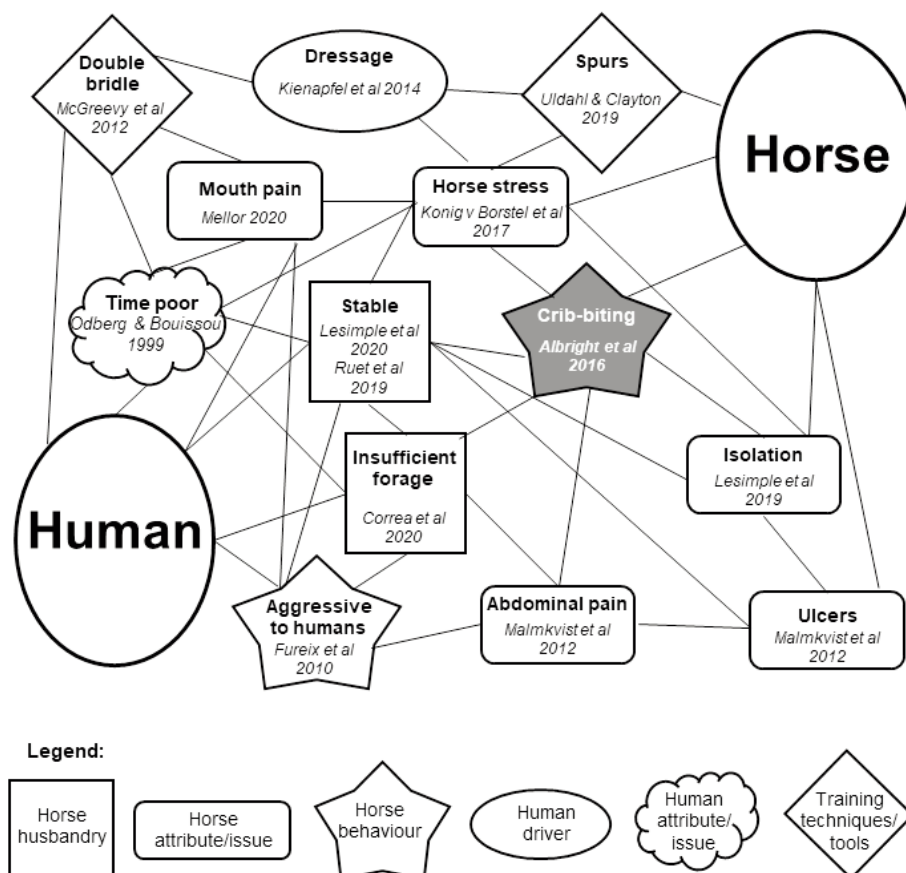 Double
bridle
McGreevy et al
2012
Dressage
Kienapfel et al 2014
Spurs
Uldahl & Clayton
2019
Horse
Mouth pain
Mellor 2020
Horse stress
Konig v Borstel et al
2017
Time poor
Odberg & Bouissou
1999
Stable
Lesimple et al
2020
Ruet et al
2019
Crib-biting
Albright et al
2016
Human
Insufficient
forage
Correa et al
2020
Isolation
Lesimple et al
2019
Aggressive
to humans
Fureix et al
2010
Abdominal pain
Malmkvist et al
2012
Ulcers
Malmkvist et al
2012
Legend:
Horse
husbandry
Horse
attribute/issue
Horse
behaviour
Human
driver
Human
attribute/
issue
Training
techniques/
tools